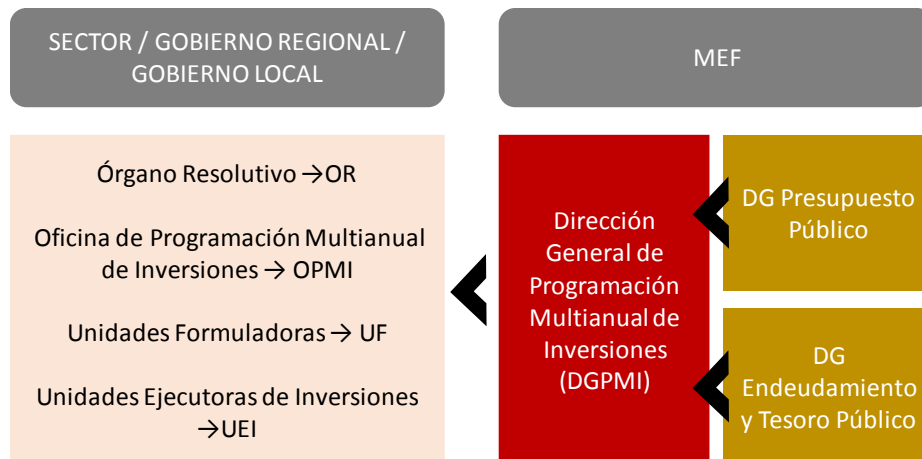 SECTOR / GOBIERNO REGIONAL /
GOBIERNO LOCAL
MEF
Órgano Resolutivo →OR
Oficina de Programación Multianual
de Inversiones → OPMI
Unidades Formuladoras → UF
Unidades Ejecutoras de Inversiones
→UEI
Dirección
General de
Programación
Multianual de
Inversiones
(DGPMI)
DG Presupuesto
Público
DG
Endeudamiento
y Tesoro Público